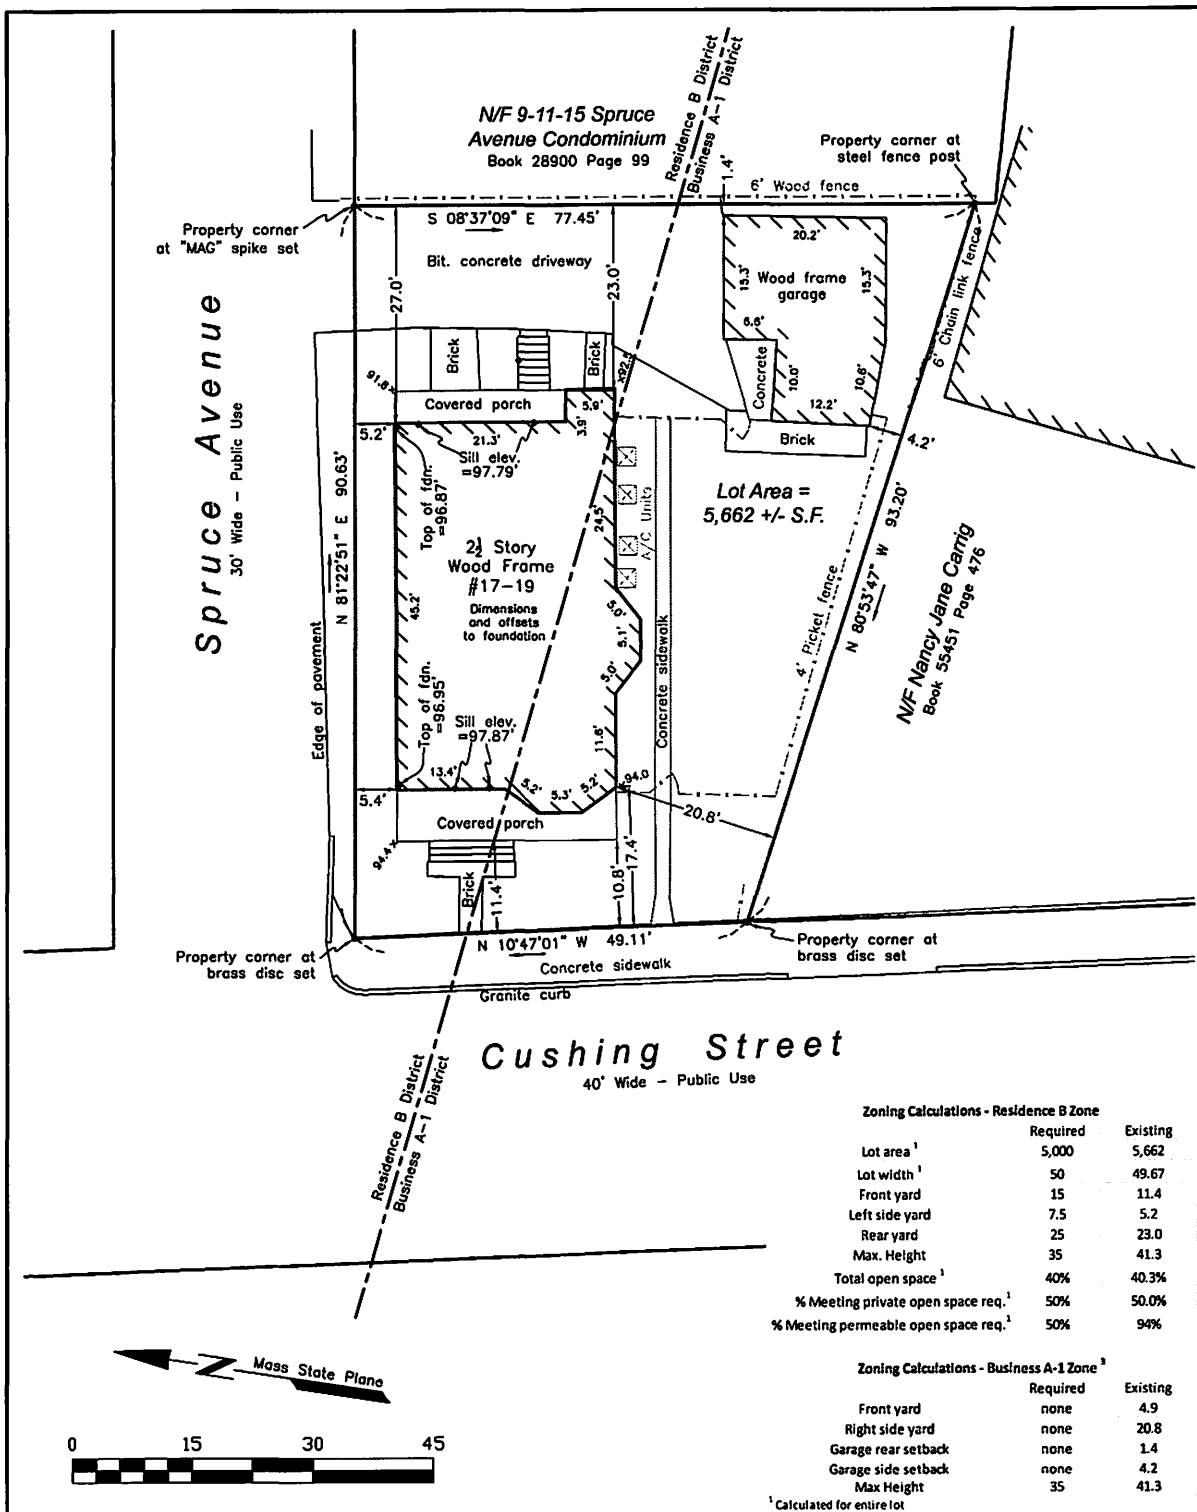 Residence B District
Business A-1 District
N/F 9-11-15 Spruce
Avenue Condominium
Book 28900 Page 99
Property corner at
steel fence post
1.4'
6' Wood fence
Property corner
at "MAG" spike set
S 08°37'09" E 77.45'
Bit. concrete driveway
27.0'
23.0'
20.2'
15.3'
Wood frame
garage
15.3'
6' Chain link fence
6.6'
Concrete
10.0'
10.6'
12.2'
Brick
4.2'
Brick
Brick
x92.5
91.8x
Covered porch
5.9'
3.9'
5.2'
21.3'
Sill elev.
=97.79'
Top of fdn.
=96.87'
24.5'
A/C Units
Lot Area =
5,662 +/- S.F.
Spruce Avenue
30' Wide - Public Use
N 81°22'51" E 90.63'
Edge of pavement
45.2'
2½ Story
Wood Frame
#17-19
Dimensions
and offsets
to foundation
5.0'
5.1'
5.0'
Concrete sidewalk
4' Picket fence
N 80°53'47" W 93.20'
N/F Nancy Jane Carrig
Book 55451 Page 476
Top of fdn.
=96.95'
Sill elev.
=97.87'
11.6'
13.4'
5.2'
5.3'
5.2'
x94.0
5.4'
Covered porch
94.4x
20.8'
Brick
11.4'
10.8'
17.4'
N 10°47'01" W 49.11'
Property corner at
brass disc set
Property corner at
brass disc set
Concrete sidewalk
Granite curb
Cushing Street
40' Wide - Public Use
Residence B District
Business A-1 District
Zoning Calculations - Residence B Zone
Required Existing
Lot area 1 5,000 5,662
Lot width 1 50 49.67
Front yard 15 11.4
Left side yard 7.5 5.2
Rear yard 25 23.0
Max. Height 35 41.3
Total open space 1 40% 40.3%
% Meeting private open space req.1 50% 50.0%
% Meeting permeable open space req.1 50% 94%
Mass State Plane
N
0 15 30 45
Zoning Calculations - Business A-1 Zone 3
Required Existing
Front yard none 4.9
Right side yard none 20.8
Garage rear setback none 1.4
Garage side setback none 4.2
Max Height 35 41.3
1 Calculated for entire lot